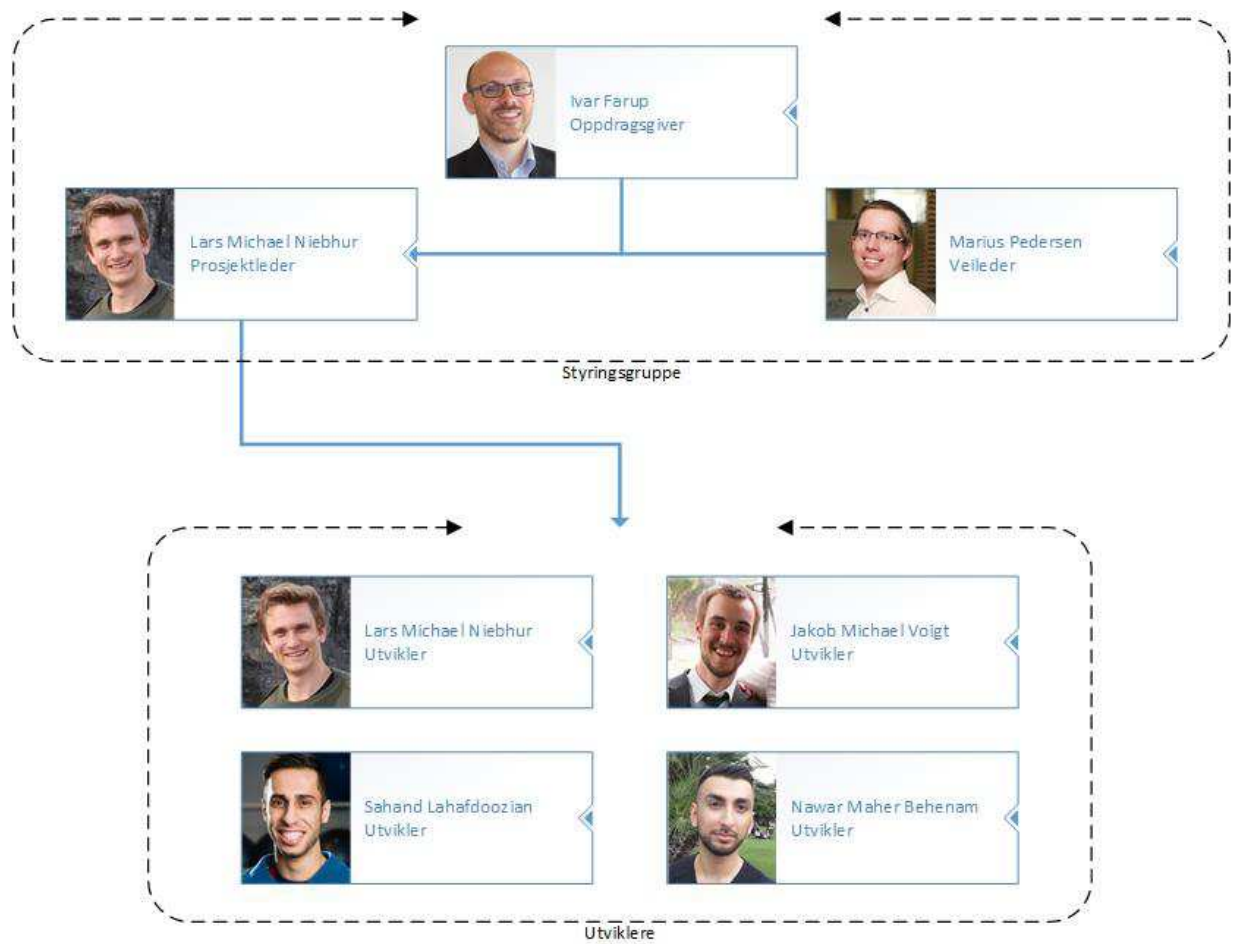 Ivar Farup
Oppdragsgiver
Lars Michael Niebhur
Prosjektleder
Marius Pedersen
Veileder
Styringsgruppe
Lars Michael Niebhur
Utvikler
Jakob Michael Voigt
Utvikler
Sahand Lahafdoozian
Utvikler
Nawar Maher Behenam
Utvikler
Utviklere